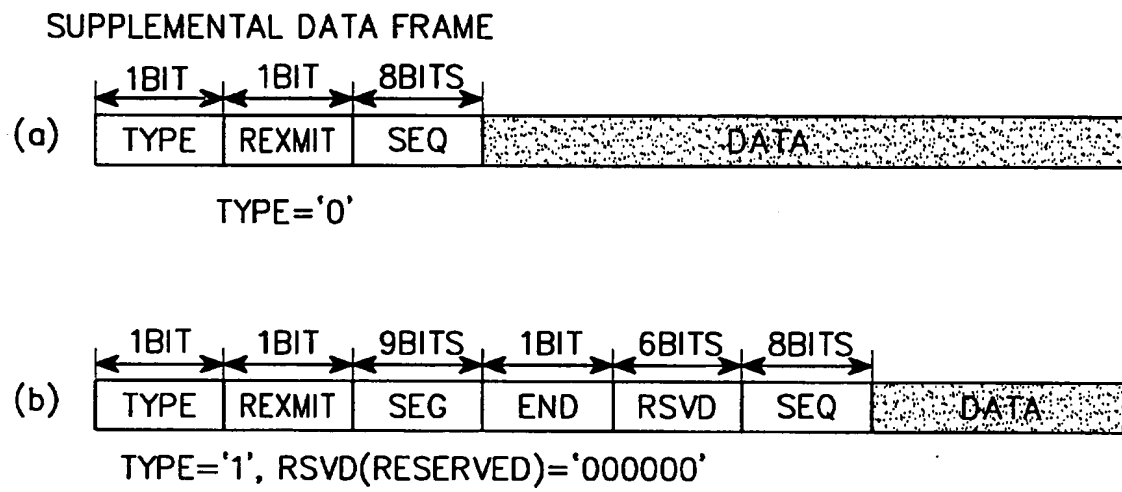 SUPPLEMENTAL DATA FRAME
1BIT 1BIT 8BITS
(a) TYPE REXMIT SEQ DATA
TYPE='0'
1BIT 1BIT 9BITS 1BIT 6BITS 8BITS
(b) TYPE REXMIT SEG END RSVD SEQ DATA
TYPE='1', RSVD(RESERVED)='000000'